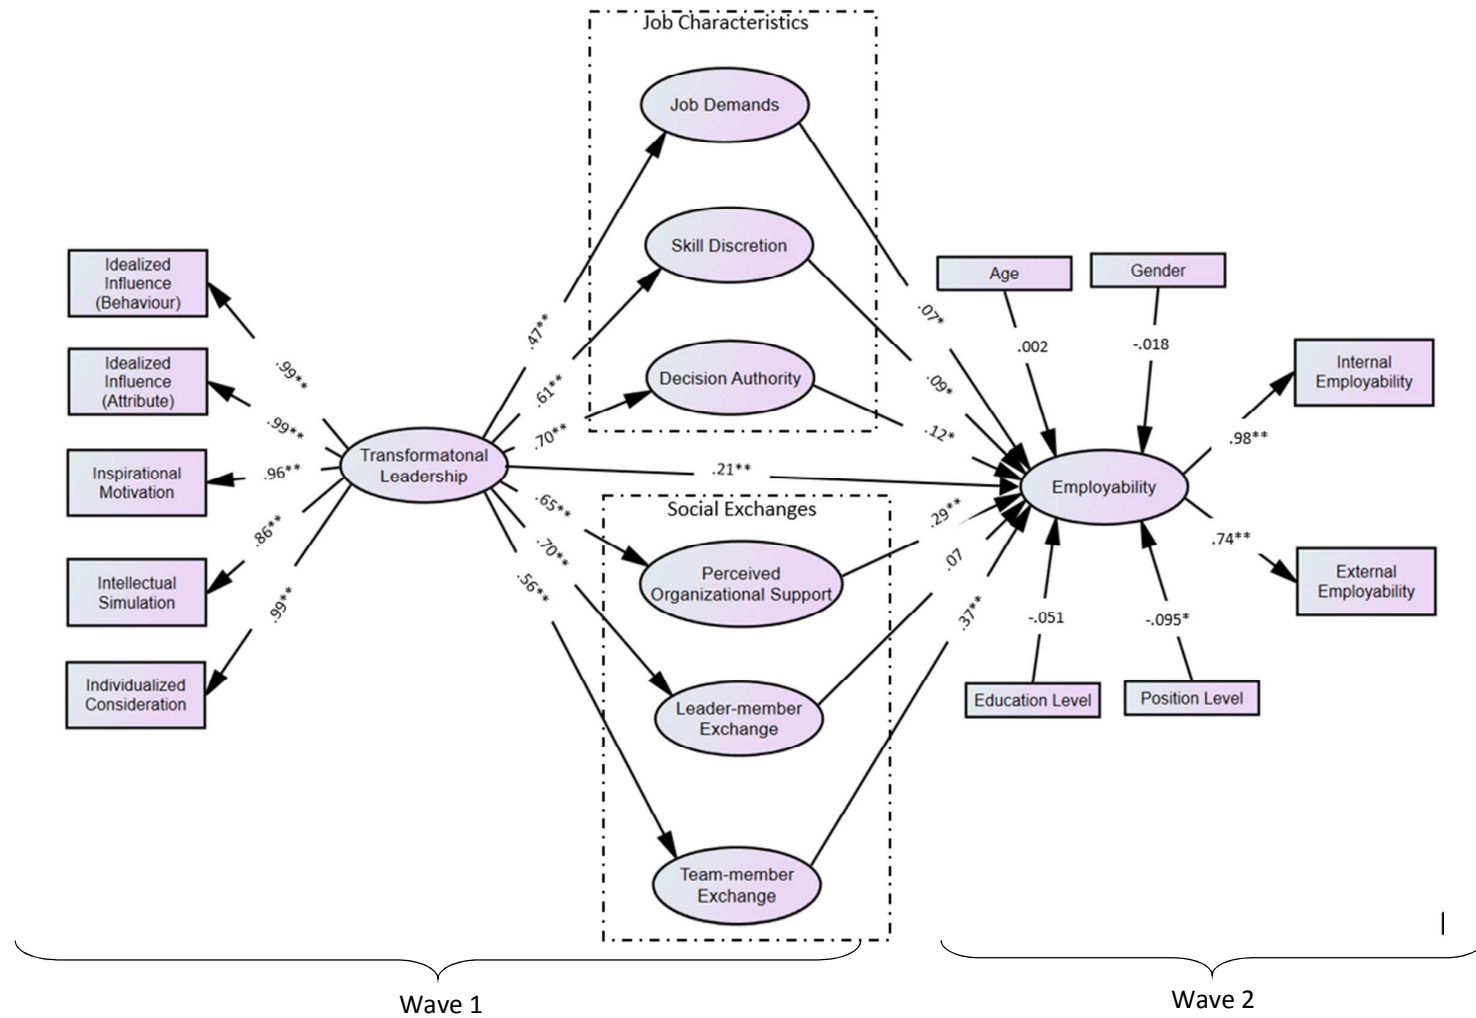 Job Characteristics
Job Demands
Skill Discretion
Decision Authority
Idealized
Influence
(Behaviour)
Idealized
Influence
(Attribute)
Inspirational
Motivation
Intellectual
Simulation
Individualized
Consideration
.99**
.99**
.96**
.86**
.99**
Transformatonal
Leadership
.47**
.61**
.70**
.21**
.65**
.70**
.56**
Social Exchanges
Perceived
Organizational Support
Leader-member
Exchange
Team-member
Exchange
.07*
.09*
.12*
.29**
.07
.37**
Age
Gender
.002
-.018
Employability
-.051
-.095*
Education Level
Position Level
.98**
.74**
Internal
Employability
External
Employability
Wave 1
Wave 2